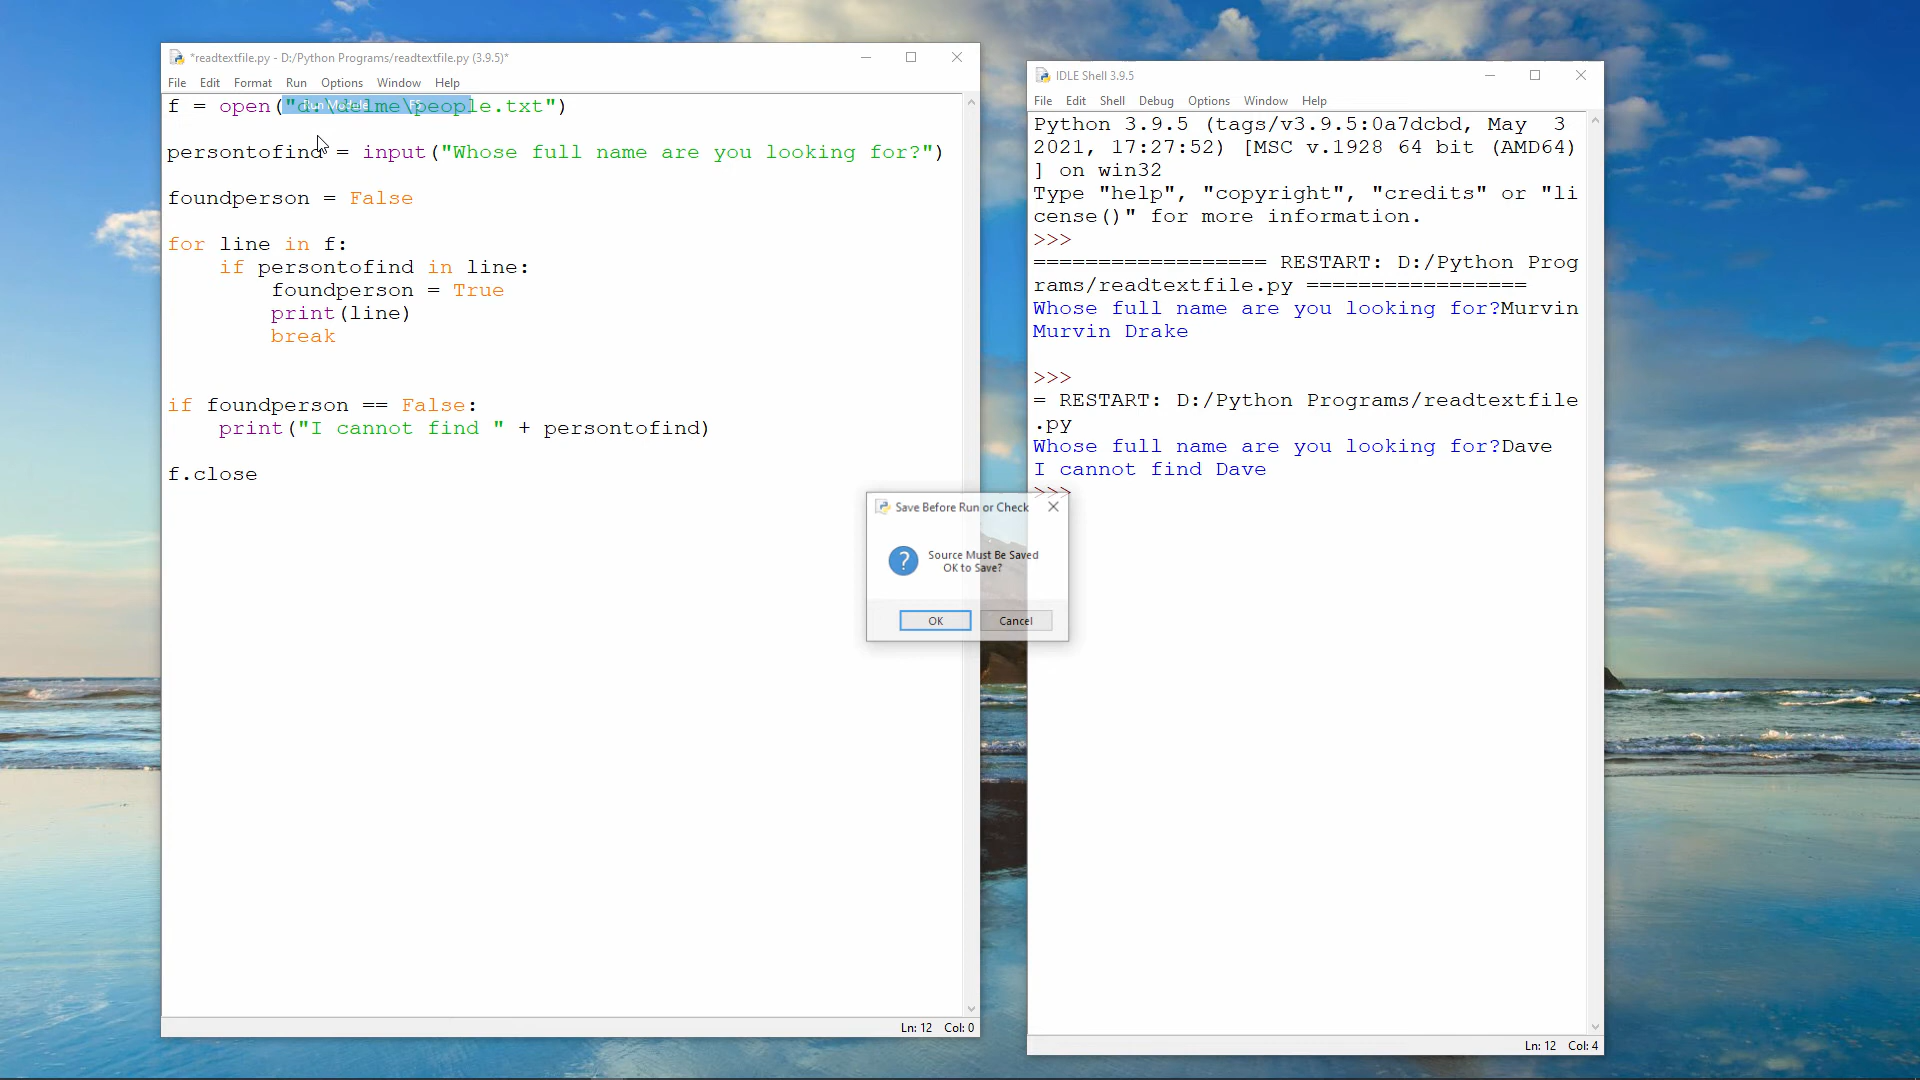 *readtextfile.py - D:/Python Programs/readtextfile.py (3.9.5)*
File Edit Format Run Options Window Help
Run Module F5
f = open("d:\delme\people.txt")
persontofind = input("Whose full name are you looking for?")
foundperson = False
for line in f:
if persontofind in line:
foundperson = True
print(line)
break
if foundperson == False:
print("I cannot find " + persontofind)
f.close
Ln: 12 Col: 0
Save Before Run or Check
Source Must Be Saved
OK to Save?
OK Cancel
IDLE Shell 3.9.5
File Edit Shell Debug Options Window Help
Python 3.9.5 (tags/v3.9.5:0a7dcbd, May 3
2021, 17:27:52) [MSC v.1928 64 bit (AMD64)
] on win32
Type "help", "copyright", "credits" or "li
cense()" for more information.
>>>
================== RESTART: D:/Python Prog
rams/readtextfile.py =================
Whose full name are you looking for?Murvin
Murvin Drake
>>>
= RESTART: D:/Python Programs/readtextfile
.py
Whose full name are you looking for?Dave
I cannot find Dave
>>>
Ln: 12 Col: 4